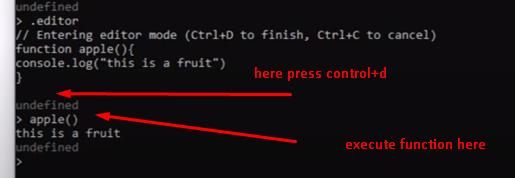 undefined
> .editor
// Entering editor mode (Ctrl+D to finish, Ctrl+C to cancel)
function apple(){
console.log("this is a fruit")
}
here press control+d
undefined
> apple()
this is a fruit
execute function here
undefined
>